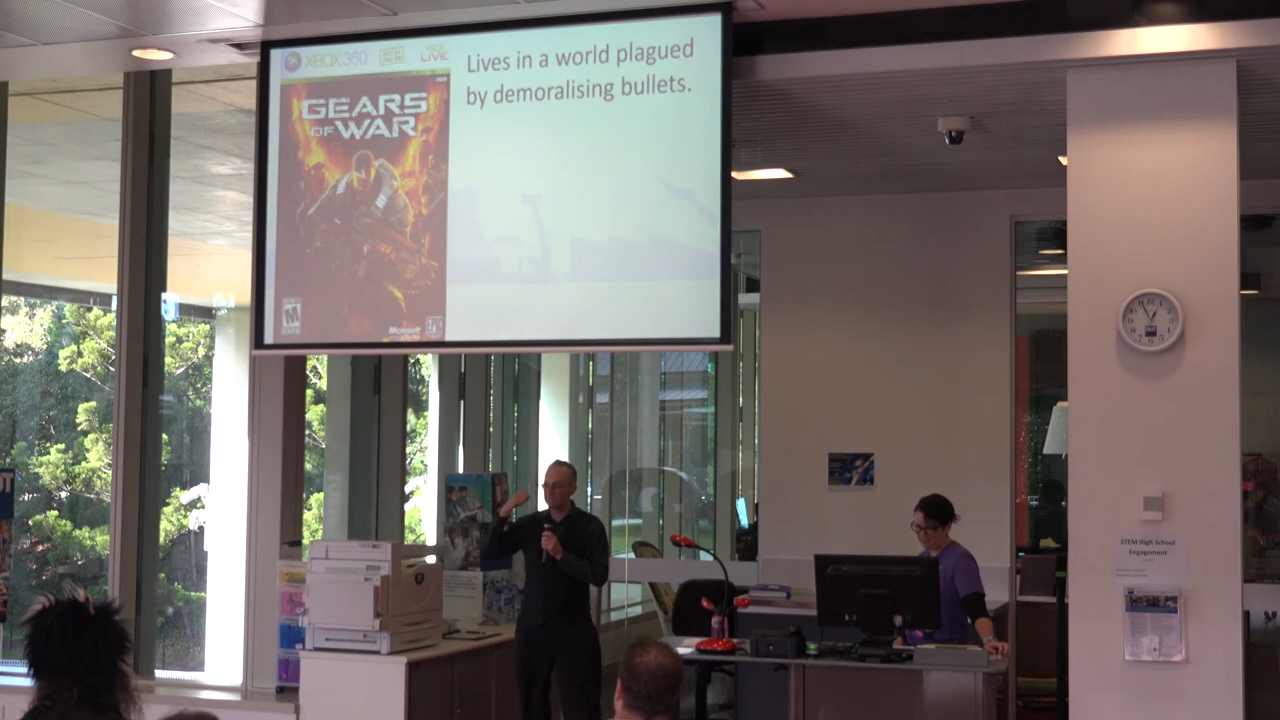 XBOX 360
LIVE
GEARS
OF WAR
M
Microsoft
Lives in a world plagued
by demoralising bullets.
STEM High School
Engagement